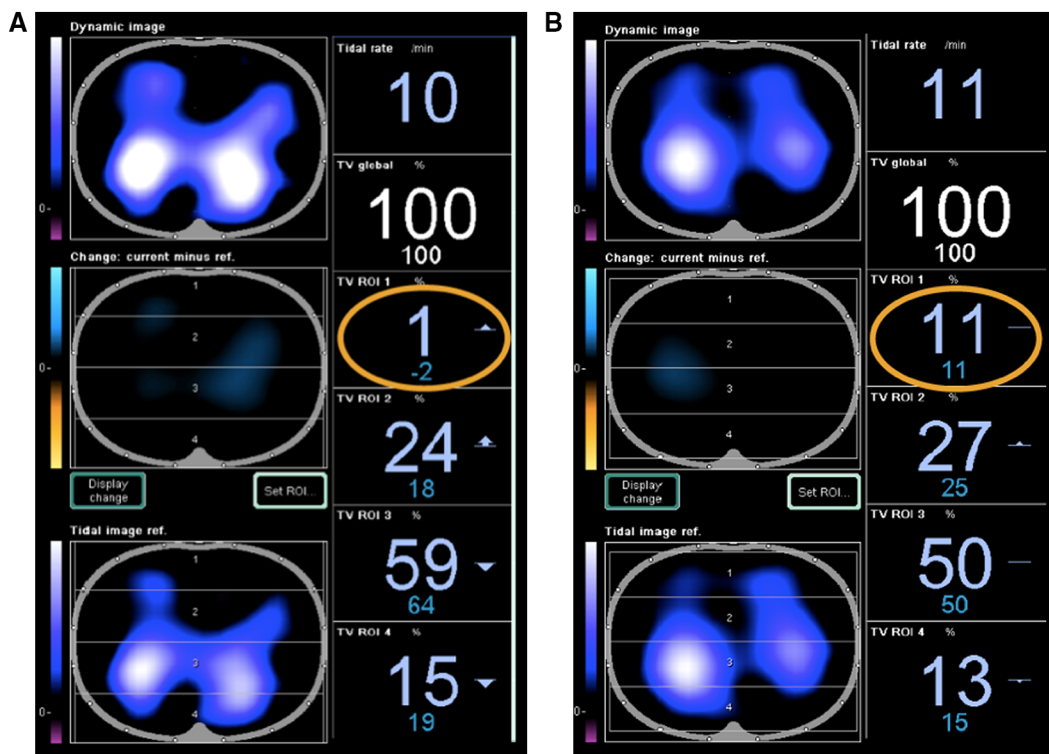 A
Dynamic image
Tidal rate /min
10
TV global %
100
100
0-
Change: current minus ref.
1
2
3
4
0-
TV ROI 1 %
1
-2
TV ROI 2 %
24
18
Display change
Set ROI...
Tidal image ref.
1
2
3
4
0-
TV ROI 3 %
59
64
TV ROI 4 %
15
19
B
Dynamic image
Tidal rate /min
11
TV global %
100
100
0-
Change: current minus ref.
1
2
3
4
0-
TV ROI 1 %
11
11
TV ROI 2 %
27
25
Display change
Set ROI...
Tidal image ref.
1
2
3
4
0-
TV ROI 3 %
50
50
TV ROI 4 %
13
15